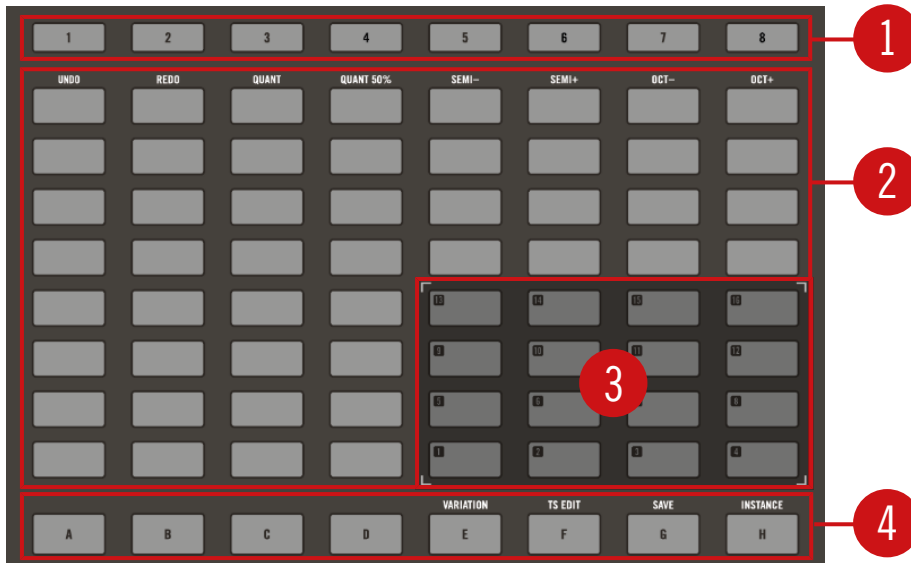 1 2 3 4 5 6 7 8
1
UNDO REDO QUANT QUANT 50% SEMI– SEMI+ OCT– OCT+
2
13 14 15 16
9 10 11 12
3
5 6 8
1 2 3 4
VARIATION TS EDIT SAVE INSTANCE
A B C D E F G H
4